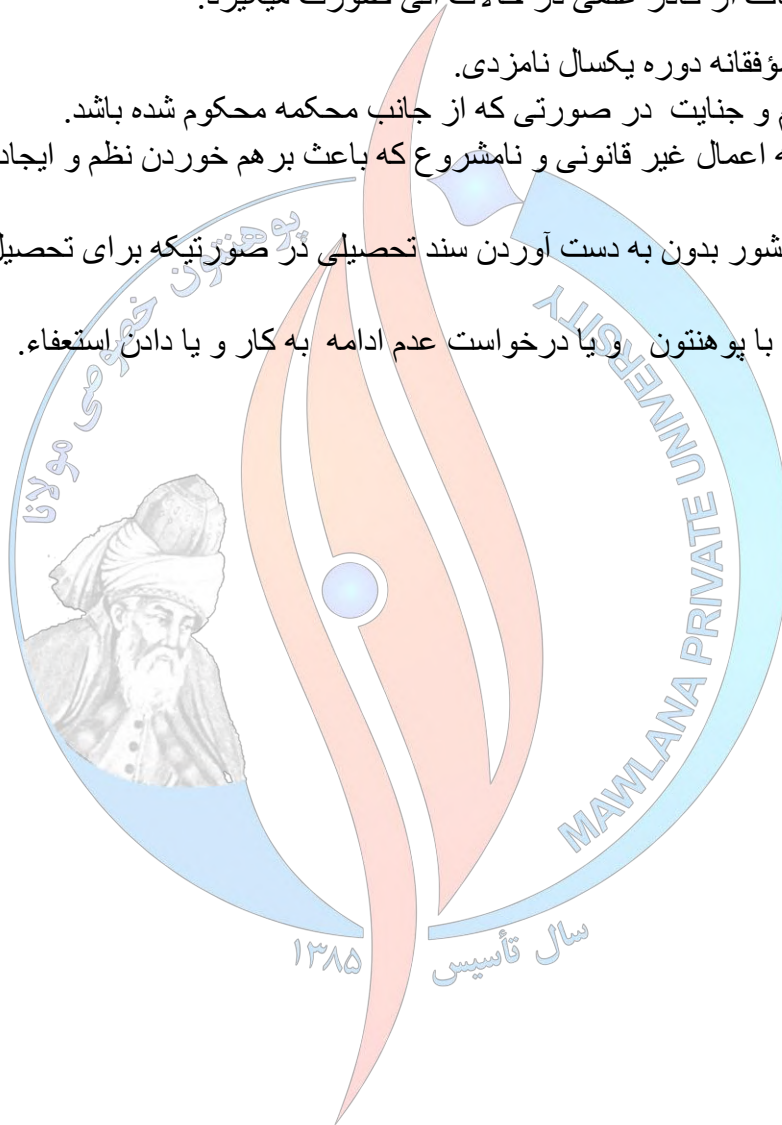 مؤفقانه دوره یکسال نامزدی.
و جنایت در صورتی که از جانب محکمه محکوم شده باشد.
اعمال غیر قانونی و نامشروع که باعث بر هم خوردن نظم و ایجاد
بدون به دست آوردن سند تحصیلی در صورتیکه برای تحصیل
با پوهنتون و یا درخواست عدم ادامه به کار و یا دادن استعفاء.
پوهنتون خصوصی مولانا
MAWLANA PRIVATE UNIVERSITY
سال تأسیس ۱۳۸۵